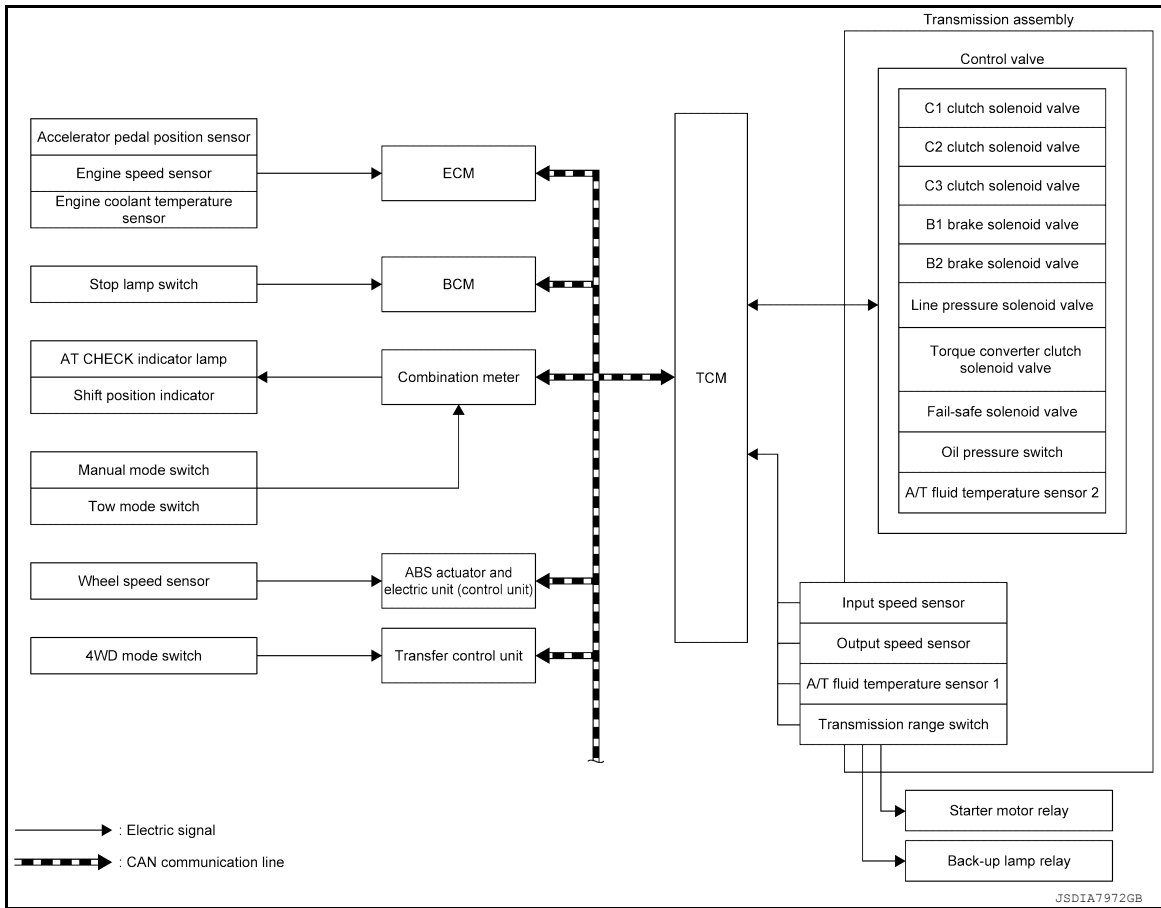 Transmission assembly
Control valve
C1 clutch solenoid valve
C2 clutch solenoid valve
C3 clutch solenoid valve
B1 brake solenoid valve
B2 brake solenoid valve
Line pressure solenoid valve
Torque converter clutch
solenoid valve
Fail-safe solenoid valve
Oil pressure switch
A/T fluid temperature sensor 2
Accelerator pedal position sensor
Engine speed sensor
Engine coolant temperature
sensor
ECM
Stop lamp switch
BCM
AT CHECK indicator lamp
Shift position indicator
Combination meter
TCM
Manual mode switch
Tow mode switch
Wheel speed sensor
ABS actuator and
electric unit (control unit)
4WD mode switch
Transfer control unit
Input speed sensor
Output speed sensor
A/T fluid temperature sensor 1
Transmission range switch
Starter motor relay
Back-up lamp relay
: Electric signal
: CAN communication line
JSDIA7972GB